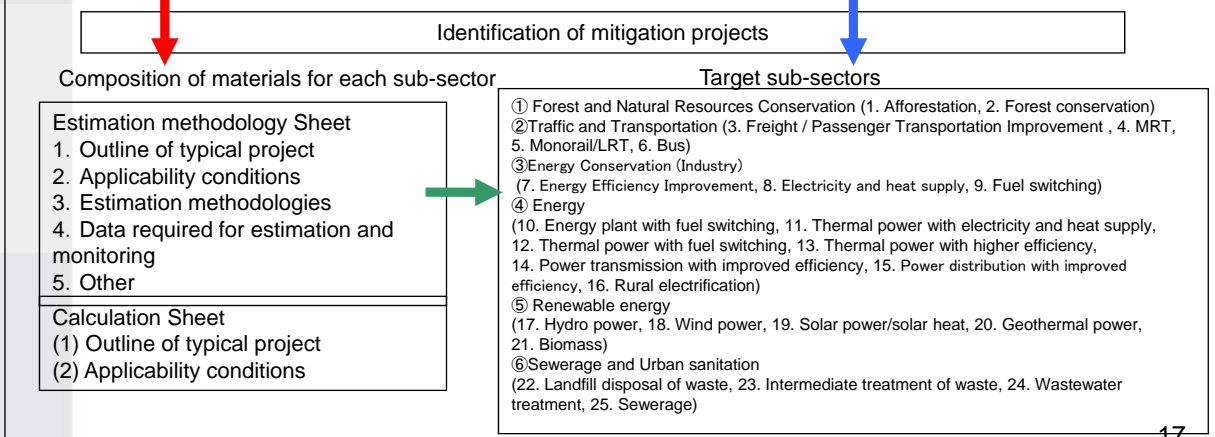 Identification of mitigation projects
Composition of materials for each sub-sector
Estimation methodology Sheet
1. Outline of typical project
2. Applicability conditions
3. Estimation methodologies
4. Data required for estimation and
monitoring
5. Other
Calculation Sheet
(1) Outline of typical project
(2) Applicability conditions
Target sub-sectors
① Forest and Natural Resources Conservation (1. Afforestation, 2. Forest conservation)
②Traffic and Transportation (3. Freight / Passenger Transportation Improvement , 4. MRT,
5. Monorail/LRT, 6. Bus)
③Energy Conservation (Industry)
(7. Energy Efficiency Improvement, 8. Electricity and heat supply, 9. Fuel switching)
④ Energy
(10. Energy plant with fuel switching, 11. Thermal power with electricity and heat supply,
12. Thermal power with fuel switching, 13. Thermal power with higher efficiency,
14. Power transmission with improved efficiency, 15. Power distribution with improved
efficiency, 16. Rural electrification)
⑤ Renewable energy
(17. Hydro power, 18. Wind power, 19. Solar power/solar heat, 20. Geothermal power,
21. Biomass)
⑥Sewerage and Urban sanitation
(22. Landfill disposal of waste, 23. Intermediate treatment of waste, 24. Wastewater
treatment, 25. Sewerage)
17